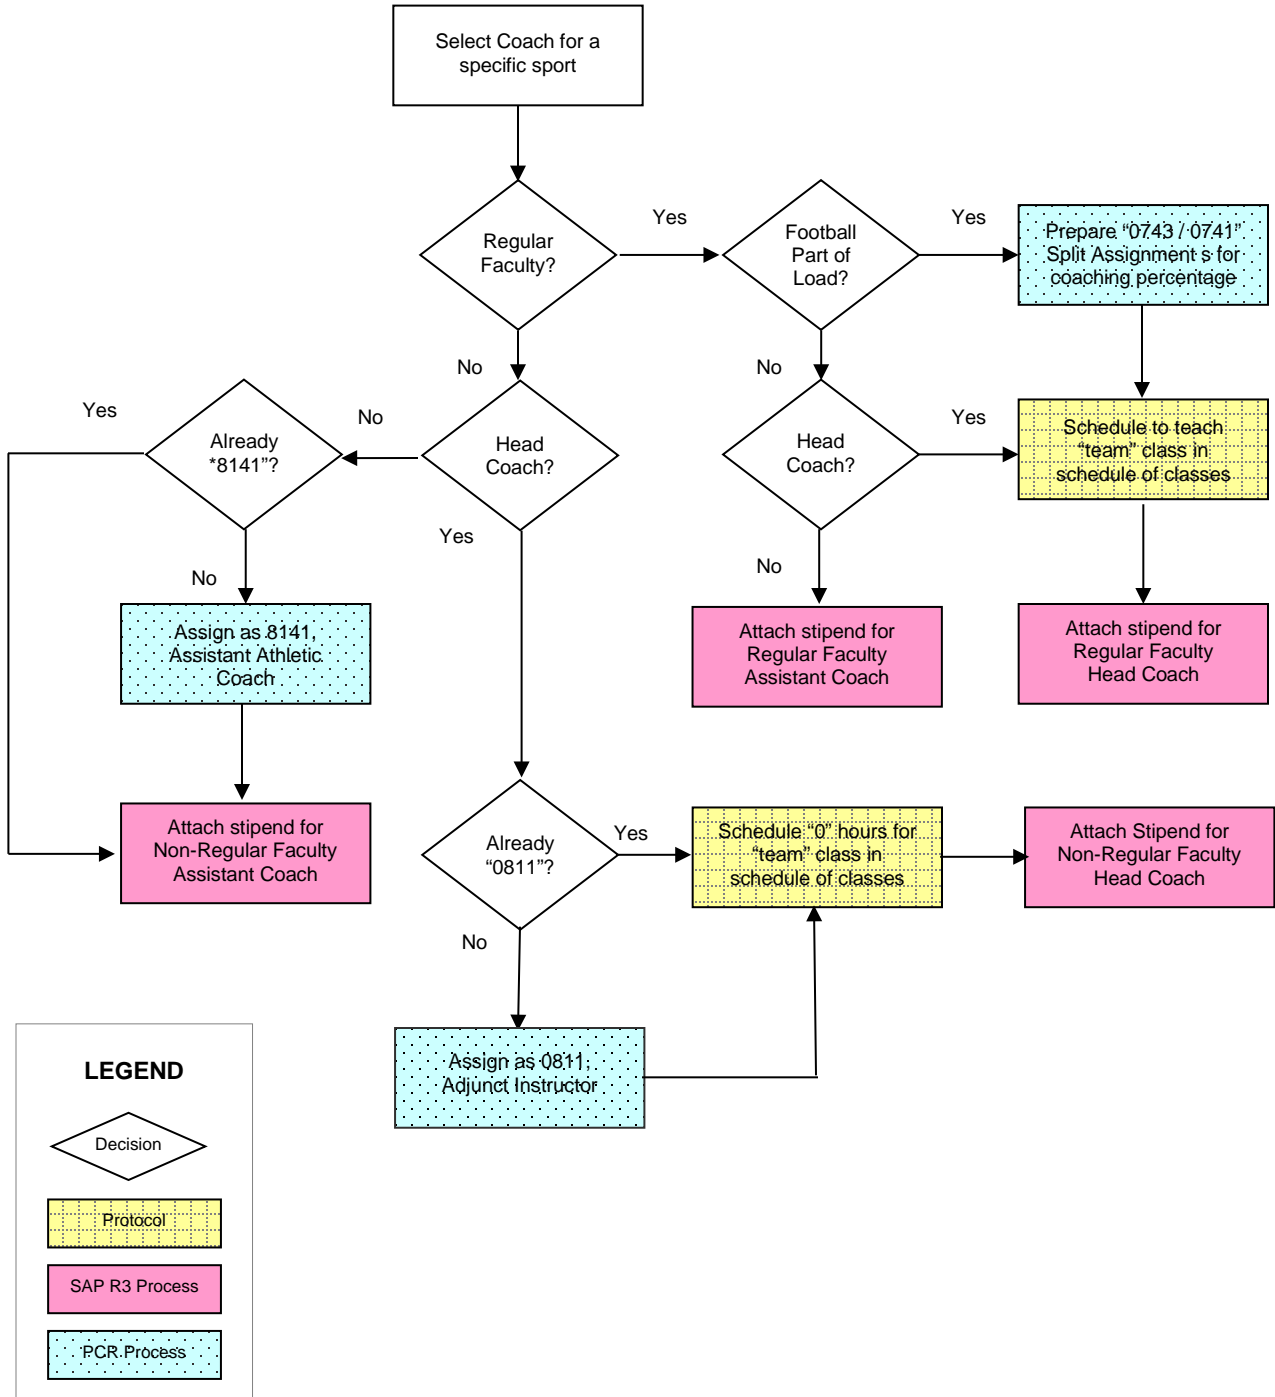 Select Coach for a
specific sport
Regular
Faculty?
Yes
Football
Part of
Load?
Yes
Prepare “0743 / 0741”
Split Assignment s for
coaching percentage
No
No
Yes
Already
*8141”?
No
Head
Coach?
Head
Coach?
Yes
Schedule to teach
“team” class in
schedule of classes
Yes
No
No
Assign as 8141,
Assistant Athletic
Coach
Attach stipend for
Regular Faculty
Assistant Coach
Attach stipend for
Regular Faculty
Head Coach
Attach stipend for
Non-Regular Faculty
Assistant Coach
Already
“0811”?
Yes
Schedule “0” hours for
“team” class in
schedule of classes
Attach Stipend for
Non-Regular Faculty
Head Coach
No
Assign as 0811,
Adjunct Instructor
LEGEND
Decision
Protocol
SAP R3 Process
PCR Process